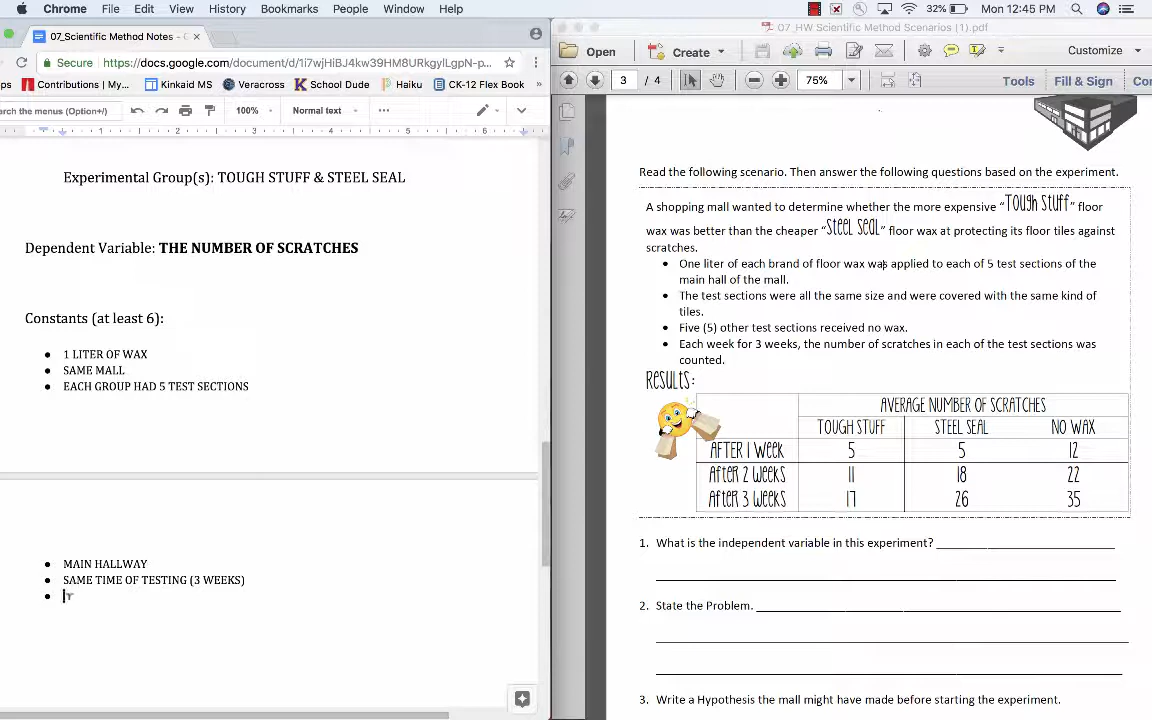 Chrome File Edit View History Bookmarks People Window Help
32% Mon 12:45 PM
07_Scientific Method Notes - G
Secure https://docs.google.com/document/d/1i7wjHiBJ4kw39HM8URkgylLgpN-p...
ps Contributions | My... Kinkaid MS Veracross School Dude Haiku CK-12 Flex Book
rch the menus (Option+/) 100% Normal text
1 2 3 4 5 6
Experimental Group(s): TOUGH STUFF & STEEL SEAL
Dependent Variable: THE NUMBER OF SCRATCHES
Constants (at least 6):
• 1 LITER OF WAX
• SAME MALL
• EACH GROUP HAD 5 TEST SECTIONS
• MAIN HALLWAY
• SAME TIME OF TESTING (3 WEEKS)
07_HW Scientific Method Scenarios (1).pdf
Open Create Customize
3 / 4 75% Tools Fill & Sign Co
Read the following scenario. Then answer the following questions based on the experiment.
A shopping mall wanted to determine whether the more expensive "Tough Stuff" floor
wax was better than the cheaper "Steel Seal" floor wax at protecting its floor tiles against
scratches.
• One liter of each brand of floor wax was applied to each of 5 test sections of the
main hall of the mall.
• The test sections were all the same size and were covered with the same kind of
tiles.
• Five (5) other test sections received no wax.
• Each week for 3 weeks, the number of scratches in each of the test sections was
counted.
Results:
AVERAGE NUMBER OF SCRATCHES
TOUGH STUFF STEEL SEAL NO WAX
AFTER 1 Week 5 5 12
After 2 weeks 11 18 22
After 3 weeks 17 26 35
1. What is the independent variable in this experiment?
2. State the Problem.
3. Write a Hypothesis the mall might have made before starting the experiment.